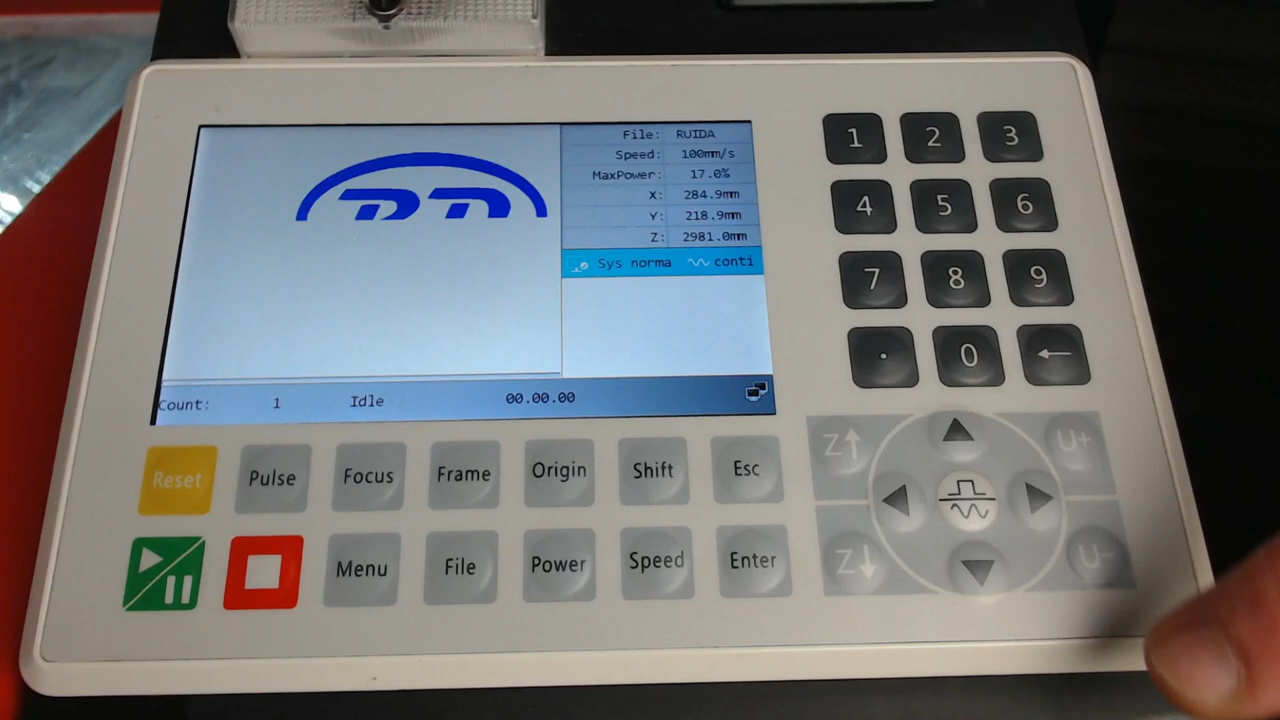 File: RUIDA
Speed: 100mm/s
MaxPower: 17.0%
X: 284.9mm
Y: 218.9mm
Z: 2981.0mm
Sys norma conti
Count: 1 Idle 00.00.00
1 2 3
4 5 6
7 8 9
. 0 ←
Reset Pulse Focus Frame Origin Shift Esc
Menu File Power Speed Enter
Z↑ U+
Z↓ U-